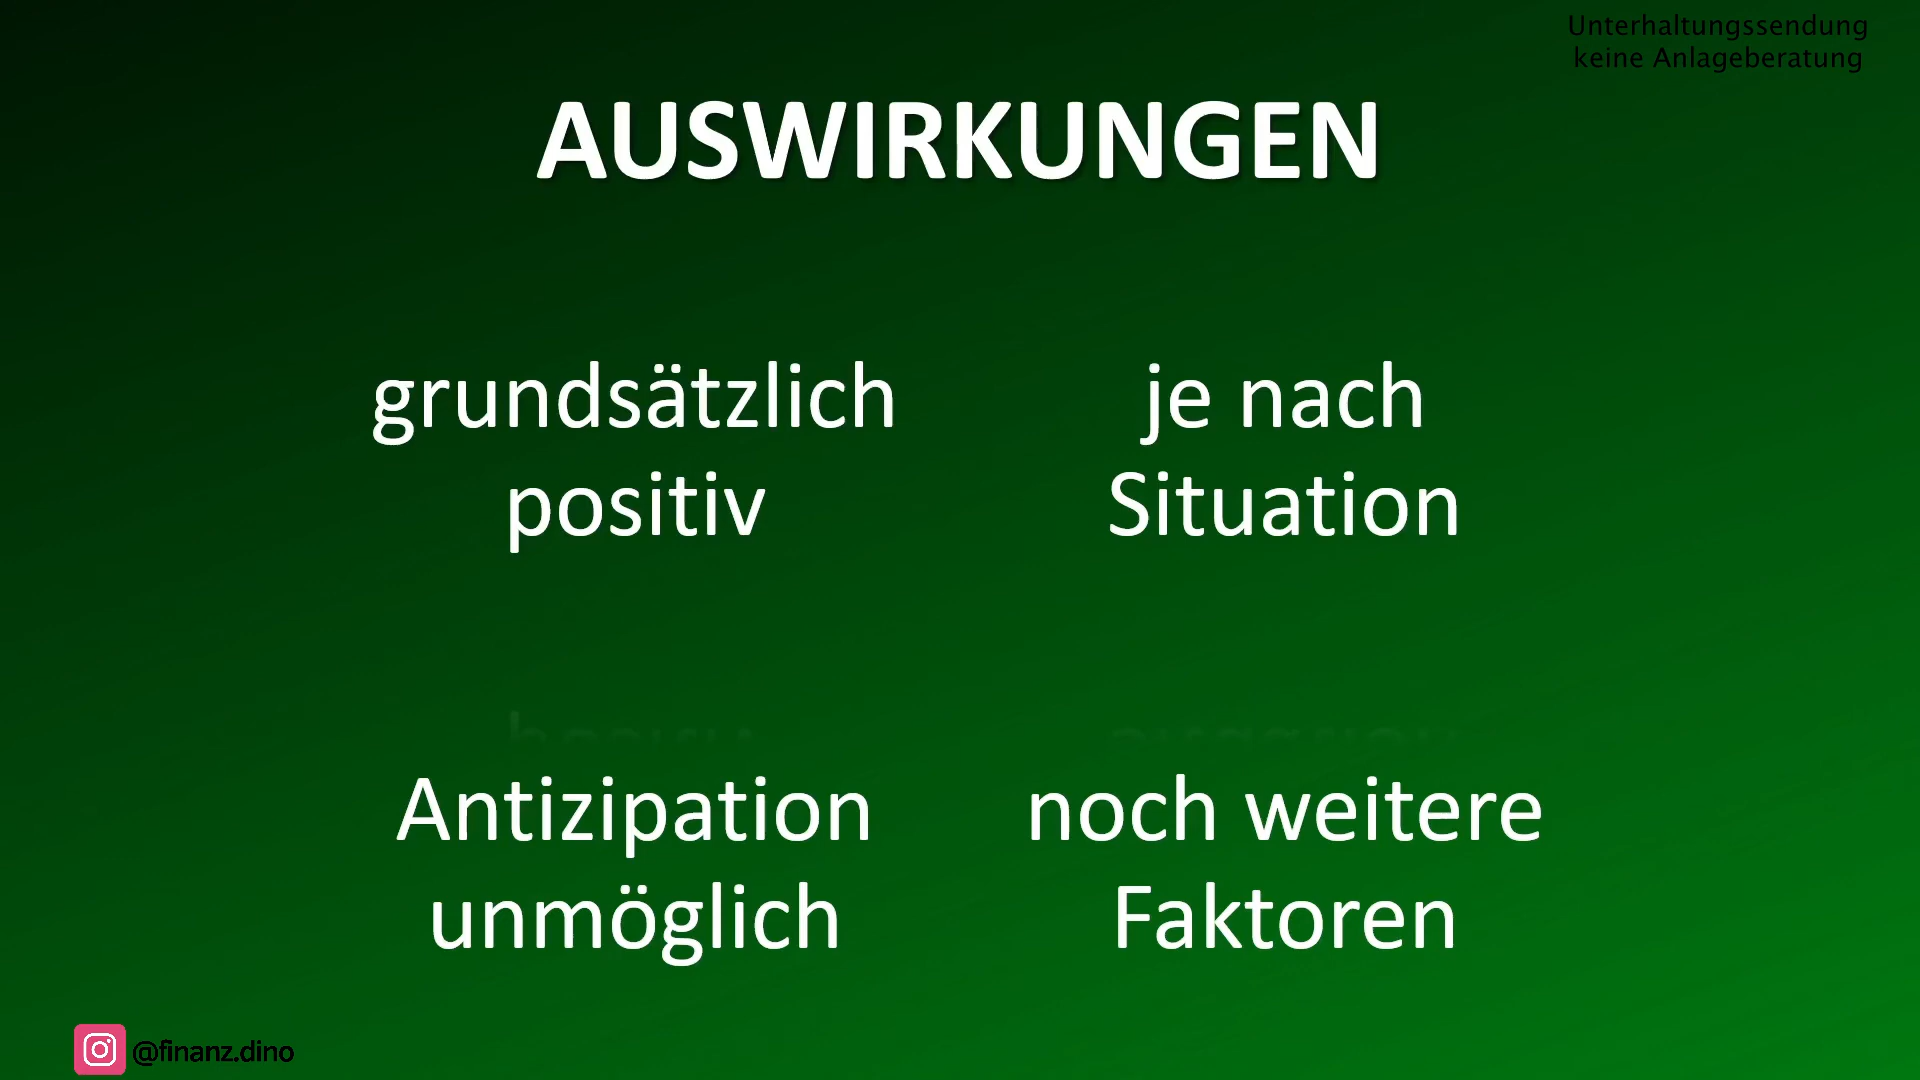 Unterhaltungssendung
keine Anlageberatung
AUSWIRKUNGEN
grundsätzlich
positiv
je nach
Situation
Antizipation
unmöglich
noch weitere
Faktoren
@finanz.dino